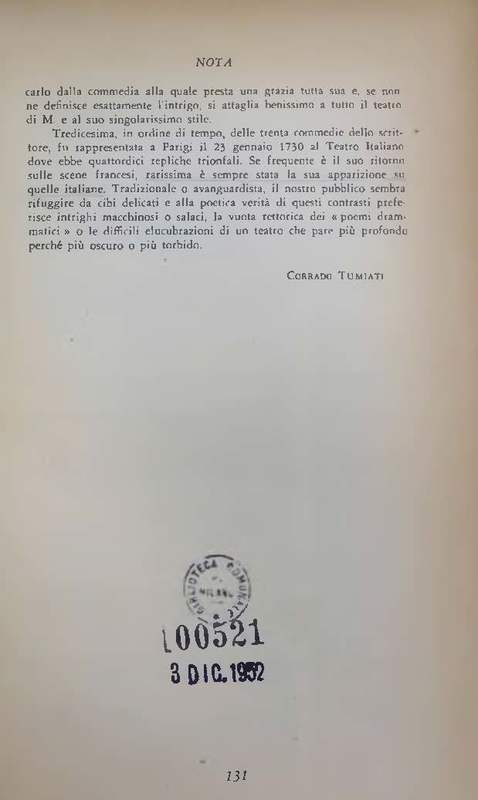 NOTA
carlo dalla commedia alla quale presta una grazia tutta sua e, se non
ne definisce esattamente l'intrigo, si attaglia benissimo a tutto il teatro
di M. e al suo singolarissimo stile.
Tredicesima, in ordine di tempo, delle trenta commedie dello scrit-
tore, fu rappresentata a Parigi il 23 gennaio 1730 al Teatro Italiano
dove ebbe quattordici repliche trionfali. Se frequente è il suo ritorno
sulle scene francesi, rarissima è sempre stata la sua apparizione su
quelle italiane. Tradizionale o avanguardista, il nostro pubblico sembra
rifuggire da cibi delicati e alla poetica verità di questi contrasti prefe-
risce intrighi macchinosi o salaci, la vuota rettorica dei « poemi dram-
matici » o le difficili elucubrazioni di un teatro che pare più profondo
perché più oscuro o più torbido.
CORRADO TUMIATI
BIBLIOTECA COMUNALE
MILANO
100521
3 DIC. 1952
131